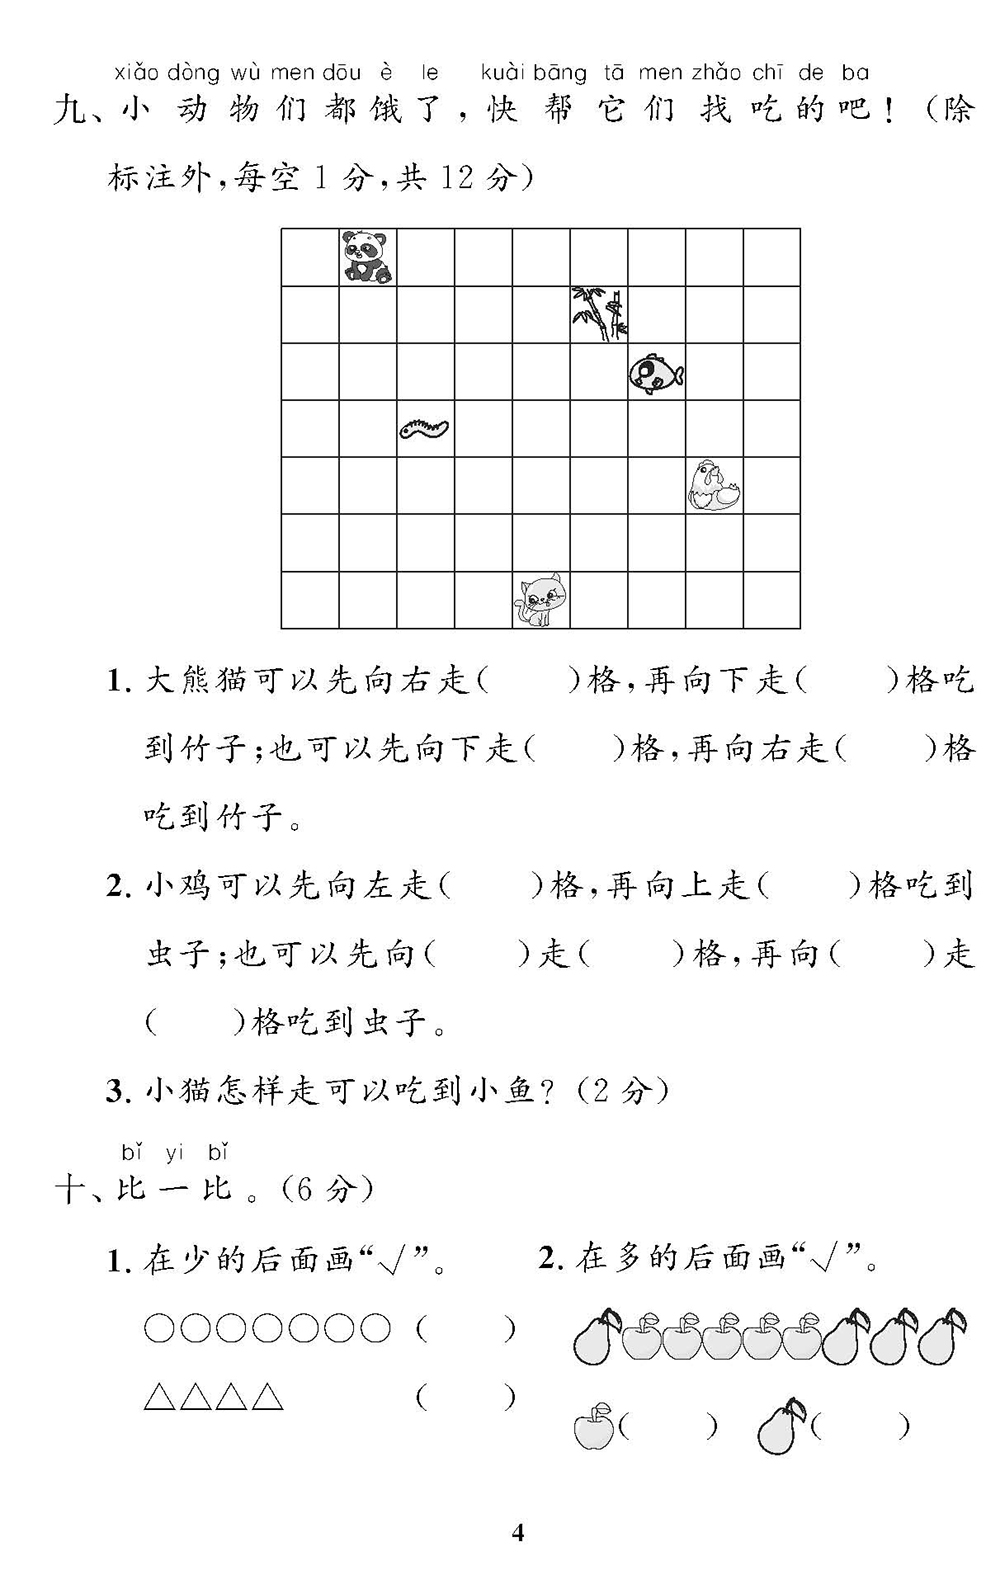 xiǎo dòng wù men dōu è le kuài bāng tā men zhǎo chī de ba
九、小动物们都饿了,快帮它们找吃的吧!(除
标注外,每空1分,共12分)
1. 大熊猫可以先向右走(  )格,再向下走(  )格吃
到竹子;也可以先向下走(  )格,再向右走(  )格
吃到竹子。
2. 小鸡可以先向左走(  )格,再向上走(  )格吃到
虫子;也可以先向(  )走(  )格,再向(  )走
(  )格吃到虫子。
3. 小猫怎样走可以吃到小鱼?(2分)
bǐ yi bǐ
十、比一比。(6分)
1. 在少的后面画“√”。 2. 在多的后面画“√”。
○○○○○○○ (  )
△△△△ (  )
(  ) (  )
4